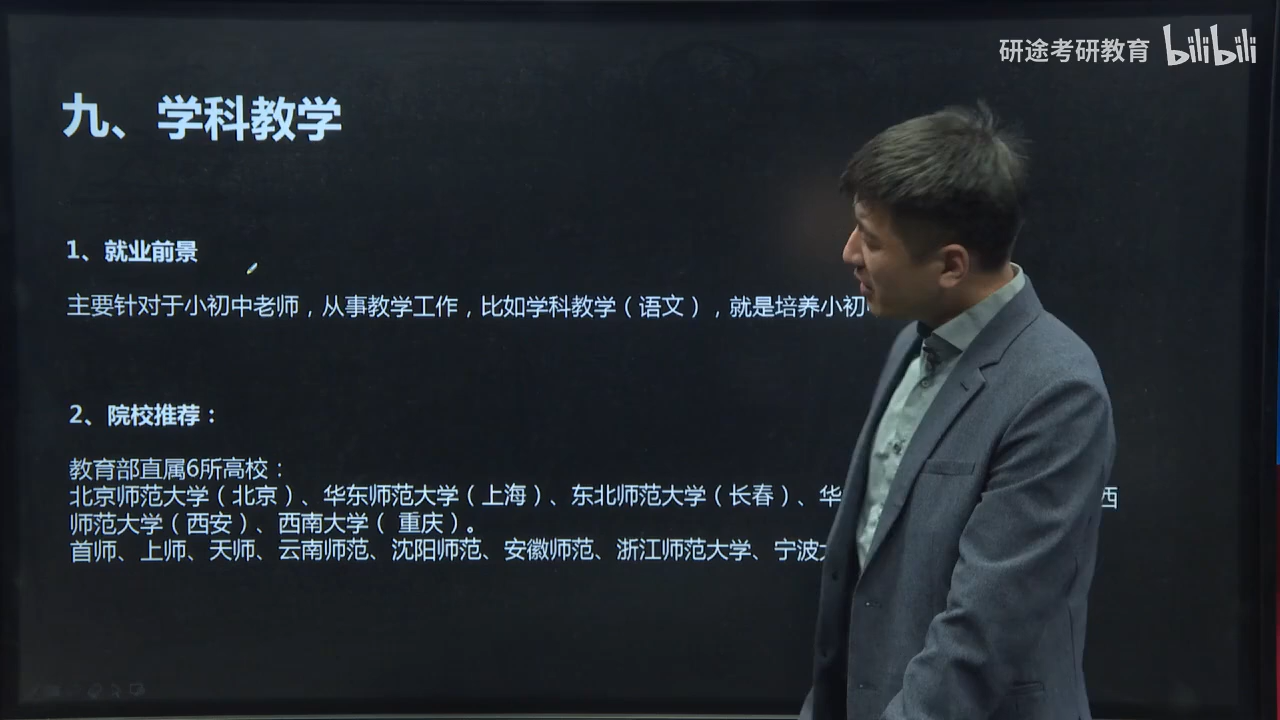 研途考研教育 bilibili
九、学科教学
1、就业前景
主要针对于小初中老师，从事教学工作，比如学科教学（语文），就是培养小初
2、院校推荐：
教育部直属6所高校：
北京师范大学（北京）、华东师范大学（上海）、东北师范大学（长春）、华 西
师范大学（西安）、西南大学（ 重庆）。
首师、上师、天师、云南师范、沈阳师范、安徽师范、浙江师范大学、宁波